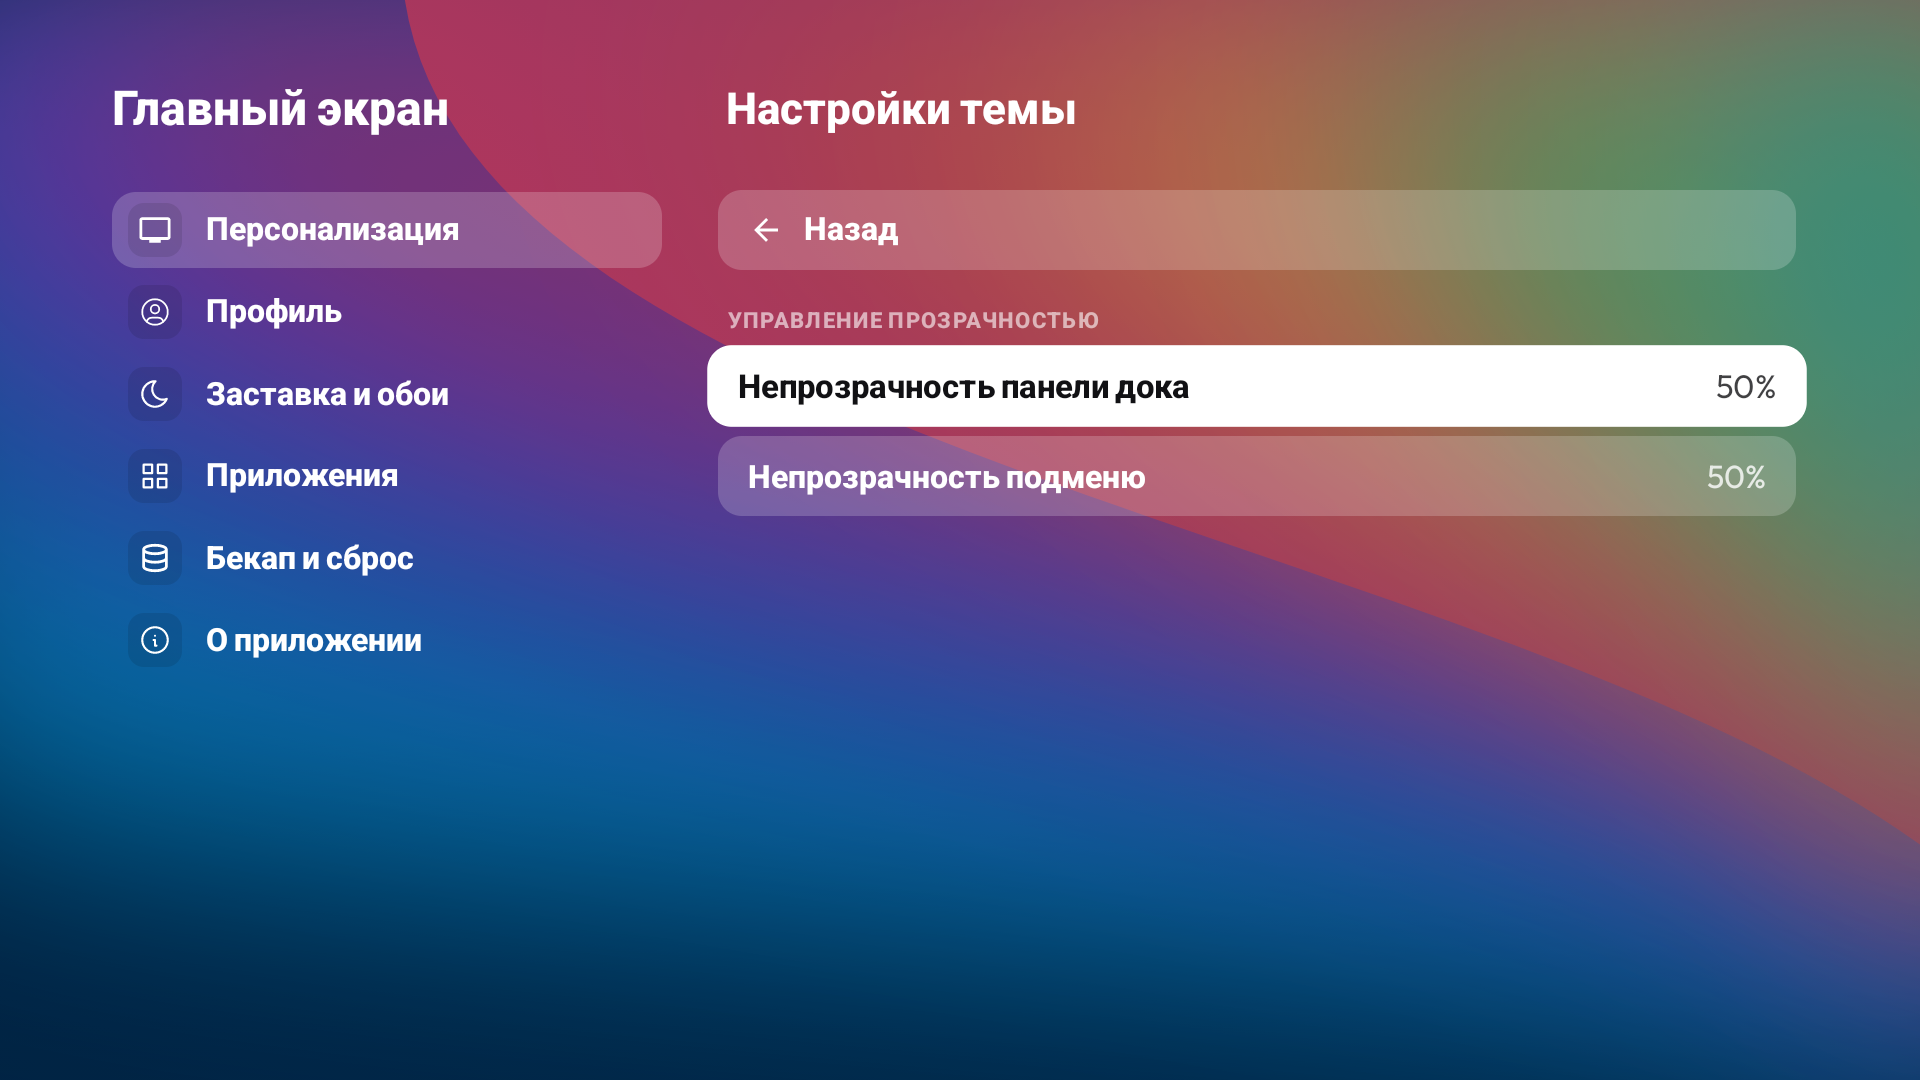 Главный экран
Персонализация
Профиль
Заставка и обои
Приложения
Бекап и сброс
О приложении
Настройки темы
Назад
УПРАВЛЕНИЕ ПРОЗРАЧНОСТЬЮ
Непрозрачность панели дока 50%
Непрозрачность подменю 50%